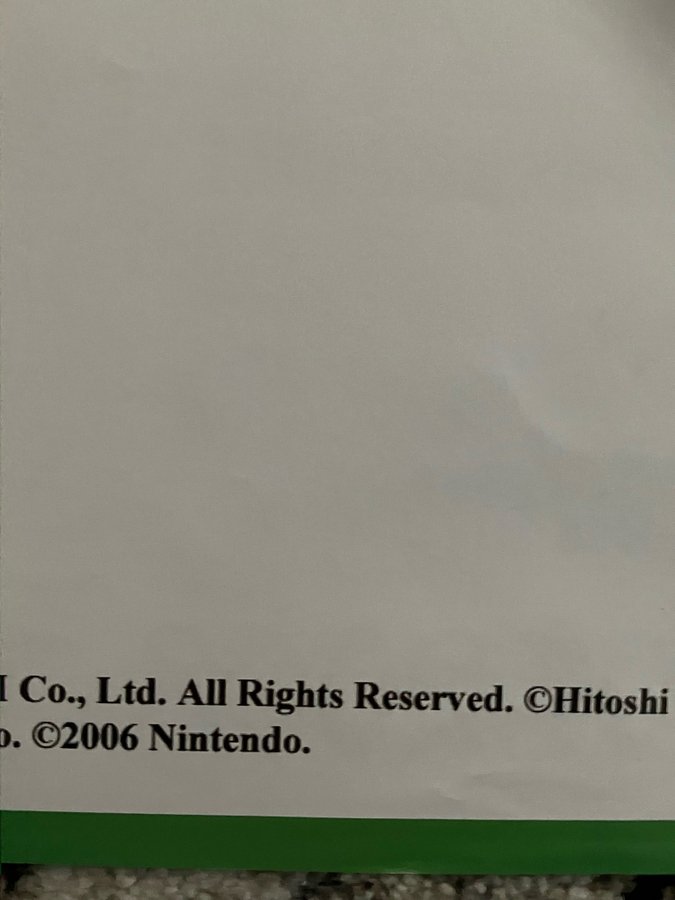 I Co., Ltd. All Rights Reserved. ©Hitoshi
o. ©2006 Nintendo.